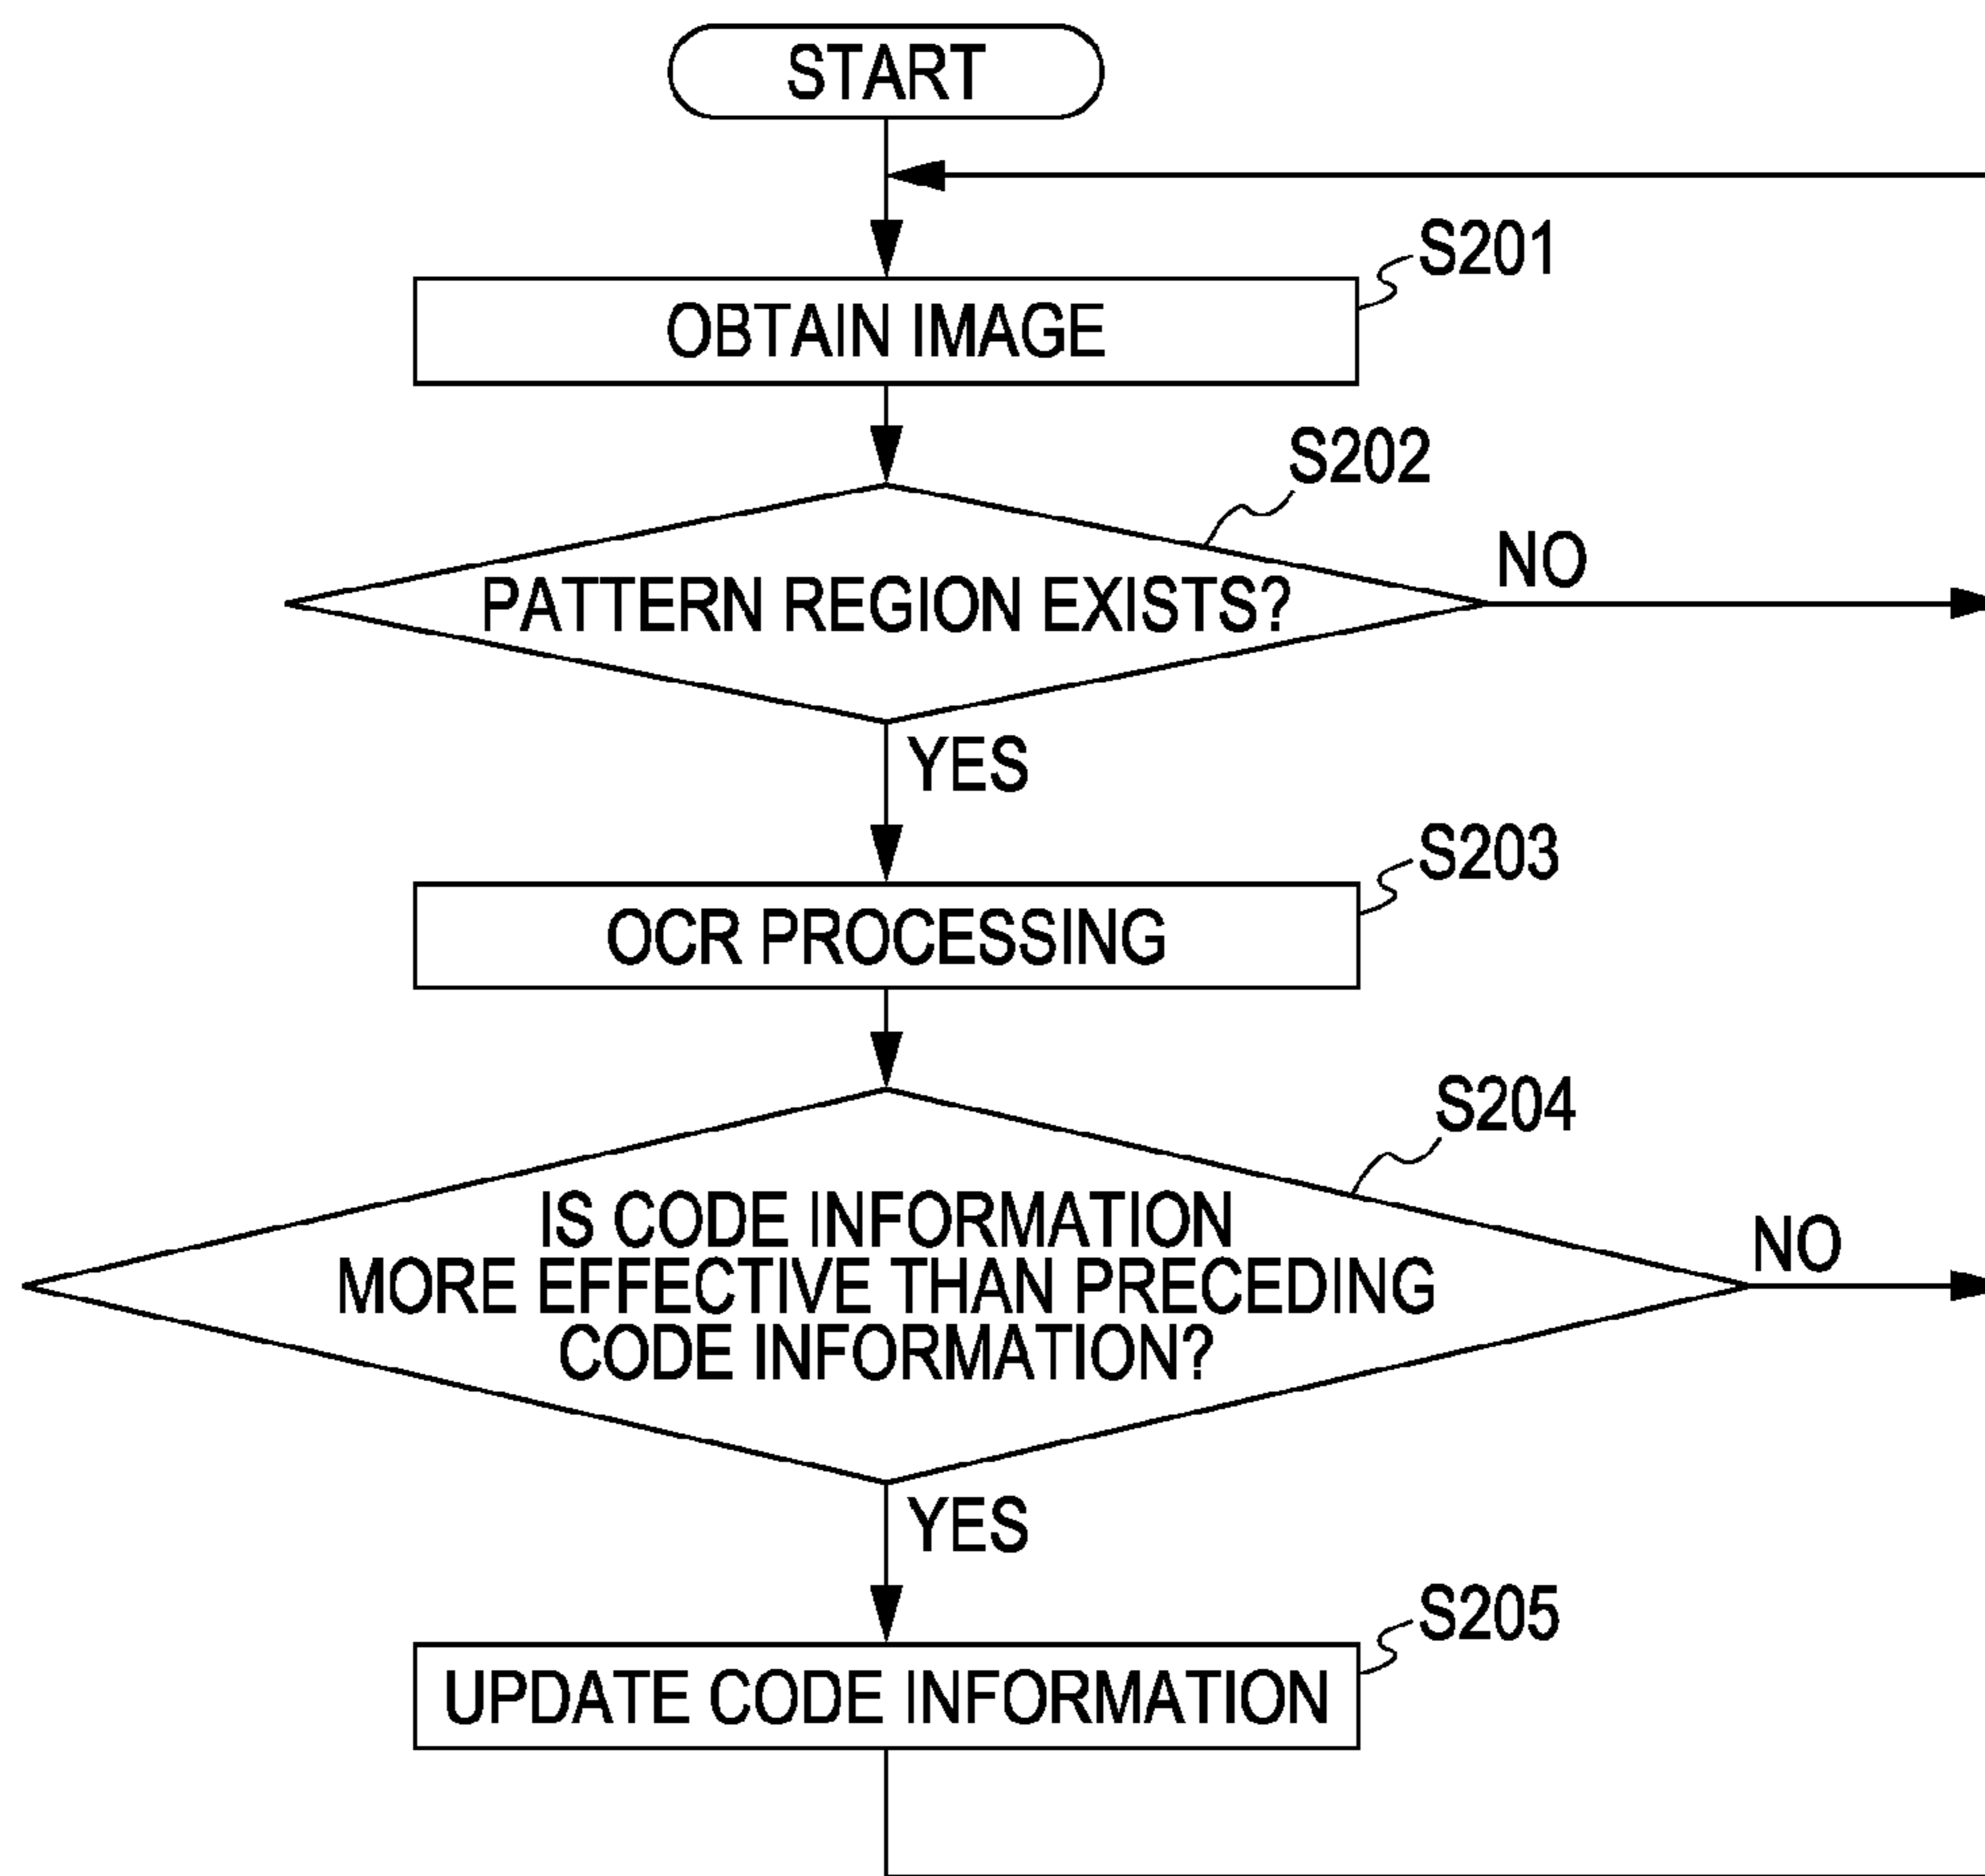 START
S201
OBTAIN IMAGE
S202
NO
PATTERN REGION EXISTS?
YES
S203
OCR PROCESSING
S204
IS CODE INFORMATION
MORE EFFECTIVE THAN PRECEDING
CODE INFORMATION?
NO
YES
S205
UPDATE CODE INFORMATION